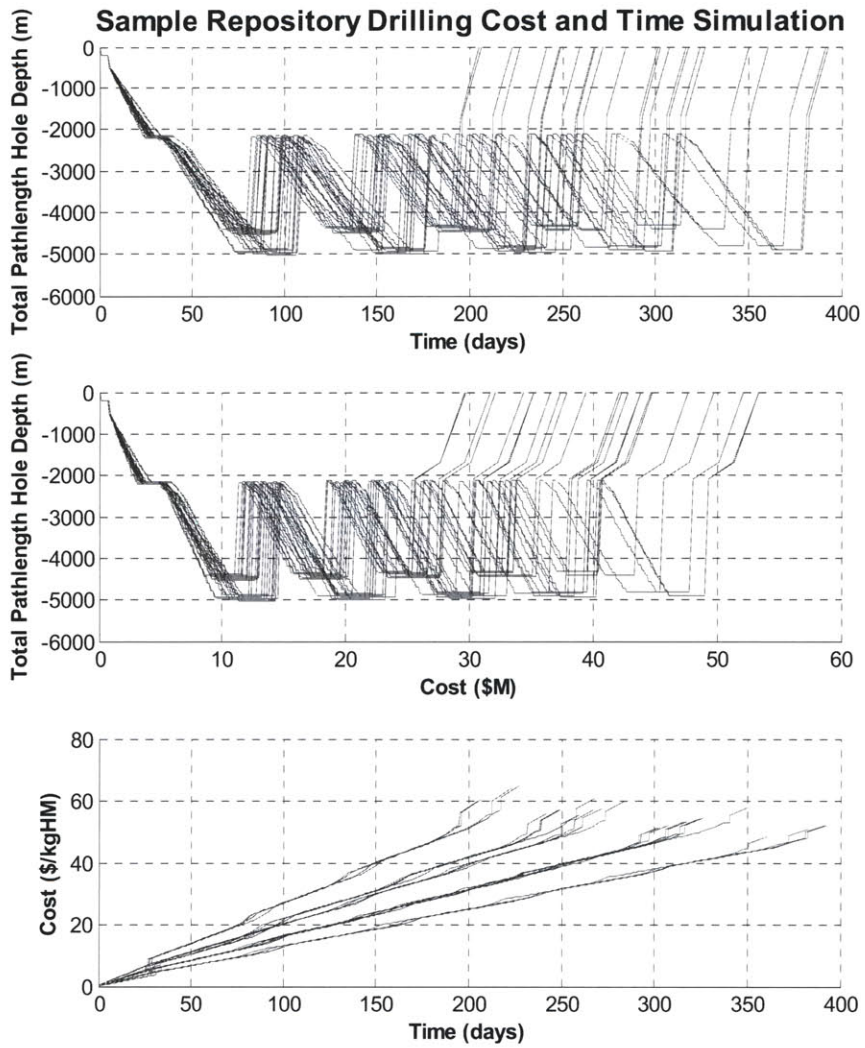 Sample Repository Drilling Cost and Time Simulation
Total Pathlength Hole Depth (m)
0
-1000
-2000
-3000
-4000
-5000
-6000
0 50 100 150 200 250 300 350 400
Time (days)
Total Pathlength Hole Depth (m)
0
-1000
-2000
-3000
-4000
-5000
-6000
0 10 20 30 40 50 60
Cost ($M)
Cost ($/kgHM)
80
60
40
20
0
0 50 100 150 200 250 300 350 400
Time (days)